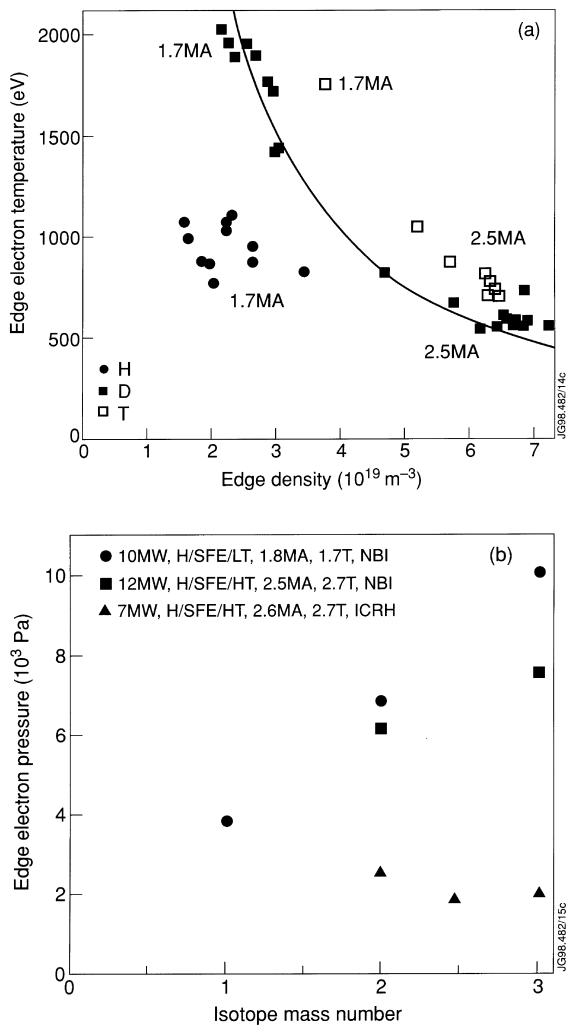 (a)
2000
1500
1000
500
0
Edge electron temperature (eV)
1.7MA
1.7MA
2.5MA
1.7MA
2.5MA
H
D
T
0 1 2 3 4 5 6 7
Edge density (10¹⁹ m⁻³)
JG98.482/14c
(b)
10MW, H/SFE/LT, 1.8MA, 1.7T, NBI
12MW, H/SFE/HT, 2.5MA, 2.7T, NBI
7MW, H/SFE/HT, 2.6MA, 2.7T, ICRH
10
8
6
4
2
0
Edge electron pressure (10³ Pa)
0 1 2 3
Isotope mass number
JG98.482/15c